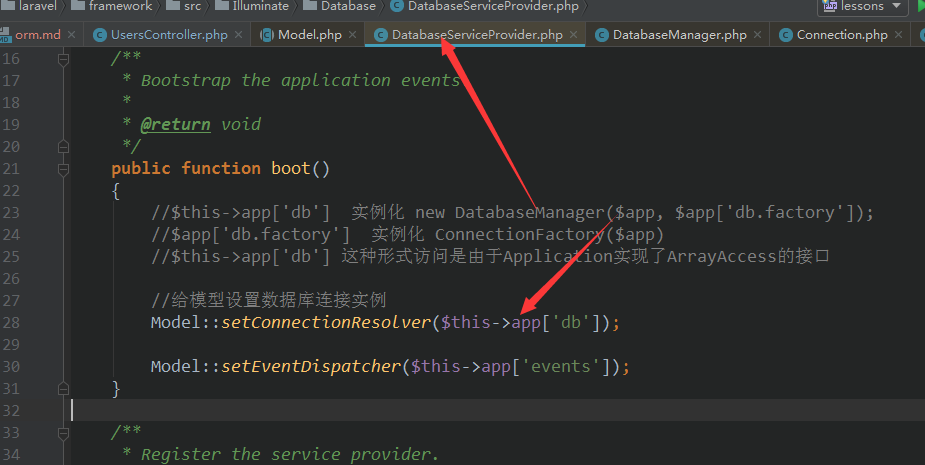 laravel framework src Illuminate Database DatabaseServiceProvider.php lessons
orm.md UsersController.php Model.php DatabaseServiceProvider.php DatabaseManager.php Connection.php
16 /**
17 * Bootstrap the application events
18 *
19 * @return void
20 */
21 public function boot()
22 {
23 //$this->app['db'] 实例化 new DatabaseManager($app, $app['db.factory']);
24 //$app['db.factory'] 实例化 ConnectionFactory($app)
25 //$this->app['db'] 这种形式访问是由于Application实现了ArrayAccess的接口
26
27 //给模型设置数据库连接实例
28 Model::setConnectionResolver($this->app['db']);
29
30 Model::setEventDispatcher($this->app['events']);
31 }
32
33 /**
34 * Register the service provider.